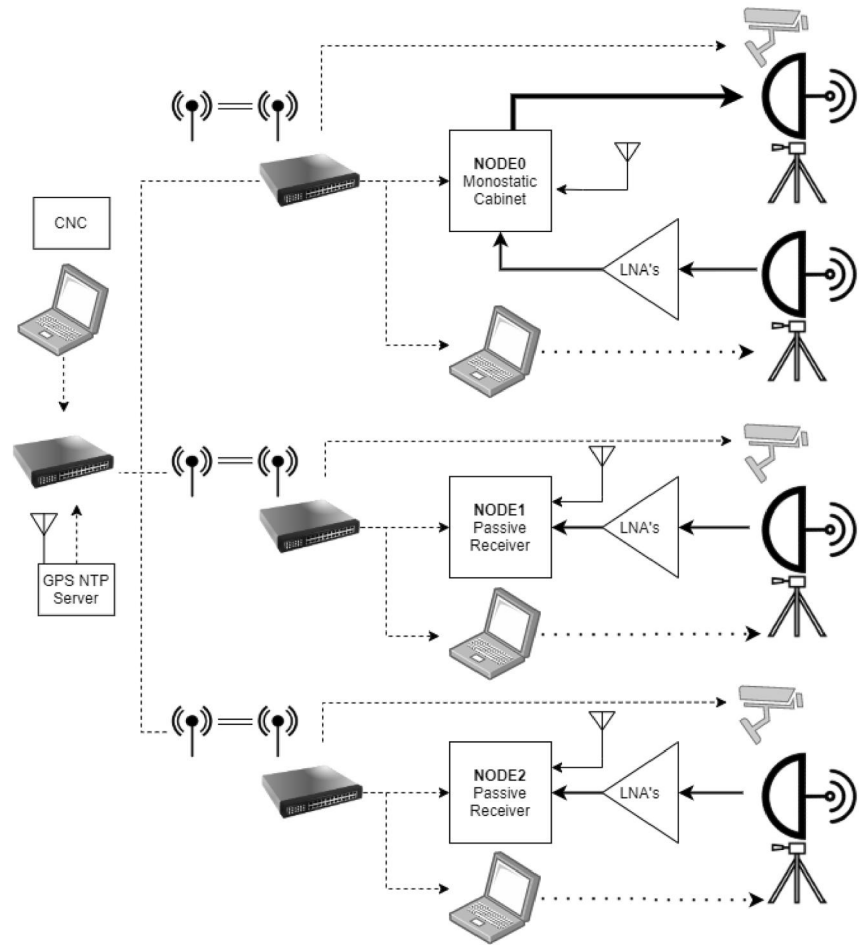 NODE0
Monostatic
Cabinet
CNC
LNA's
NODE1
Passive
Receiver
LNA's
GPS NTP
Server
NODE2
Passive
Receiver
LNA's